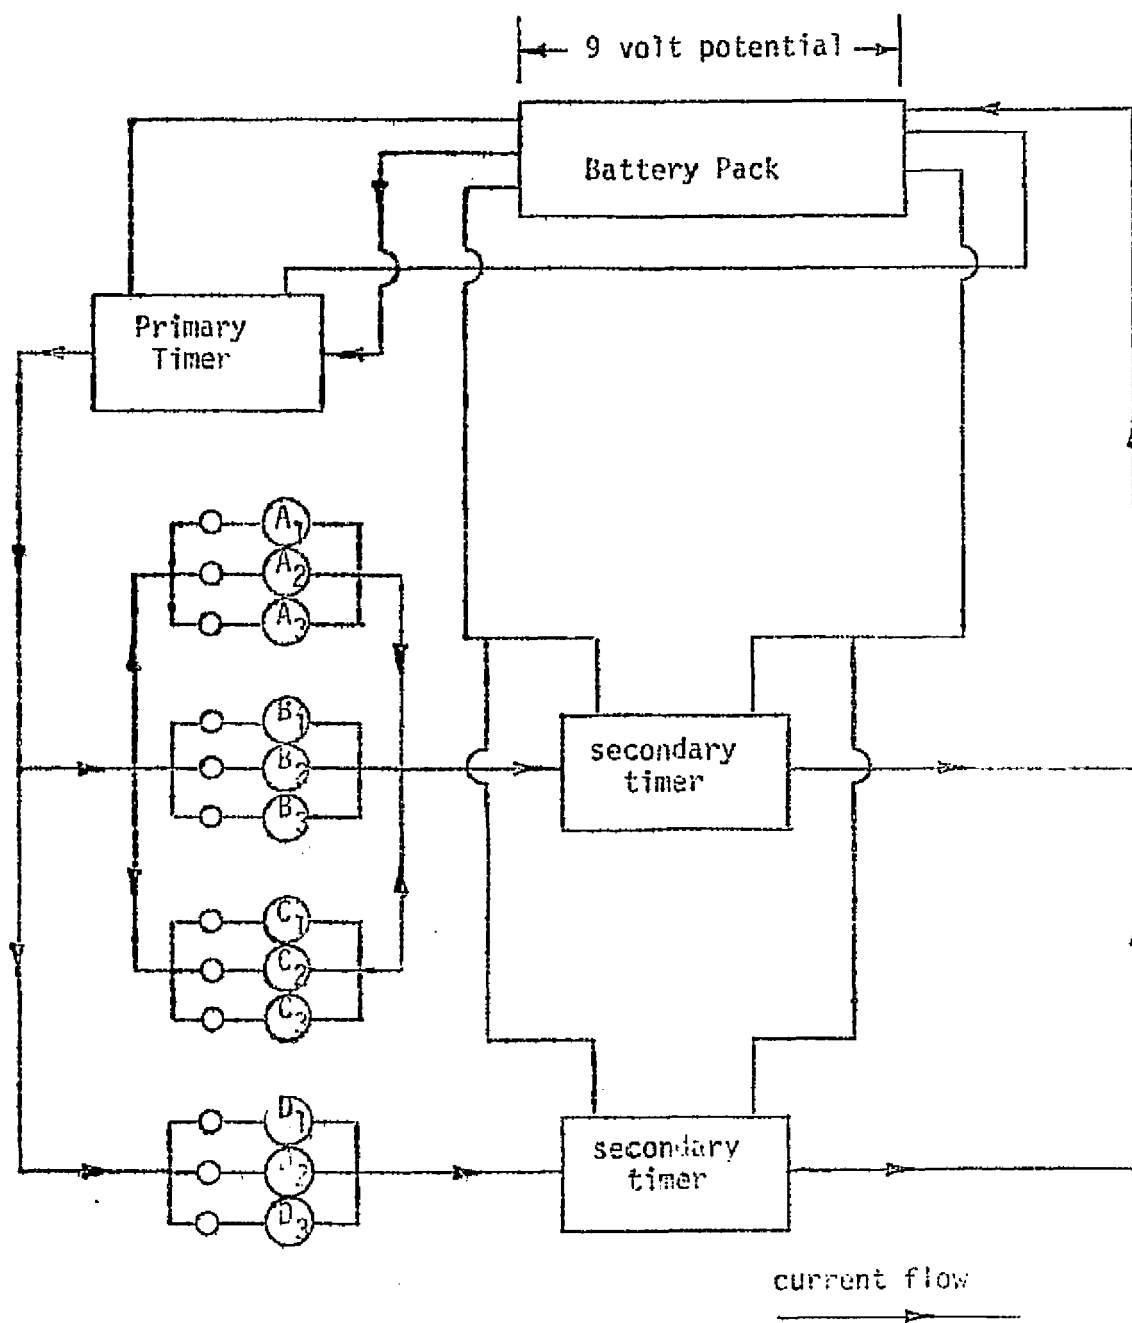 9 volt potential
Battery Pack
Primary
Timer
A1
A2
A3
B1
B2
B3
secondary
timer
C1
C2
C3
D1
D3
secondary
timer
current flow